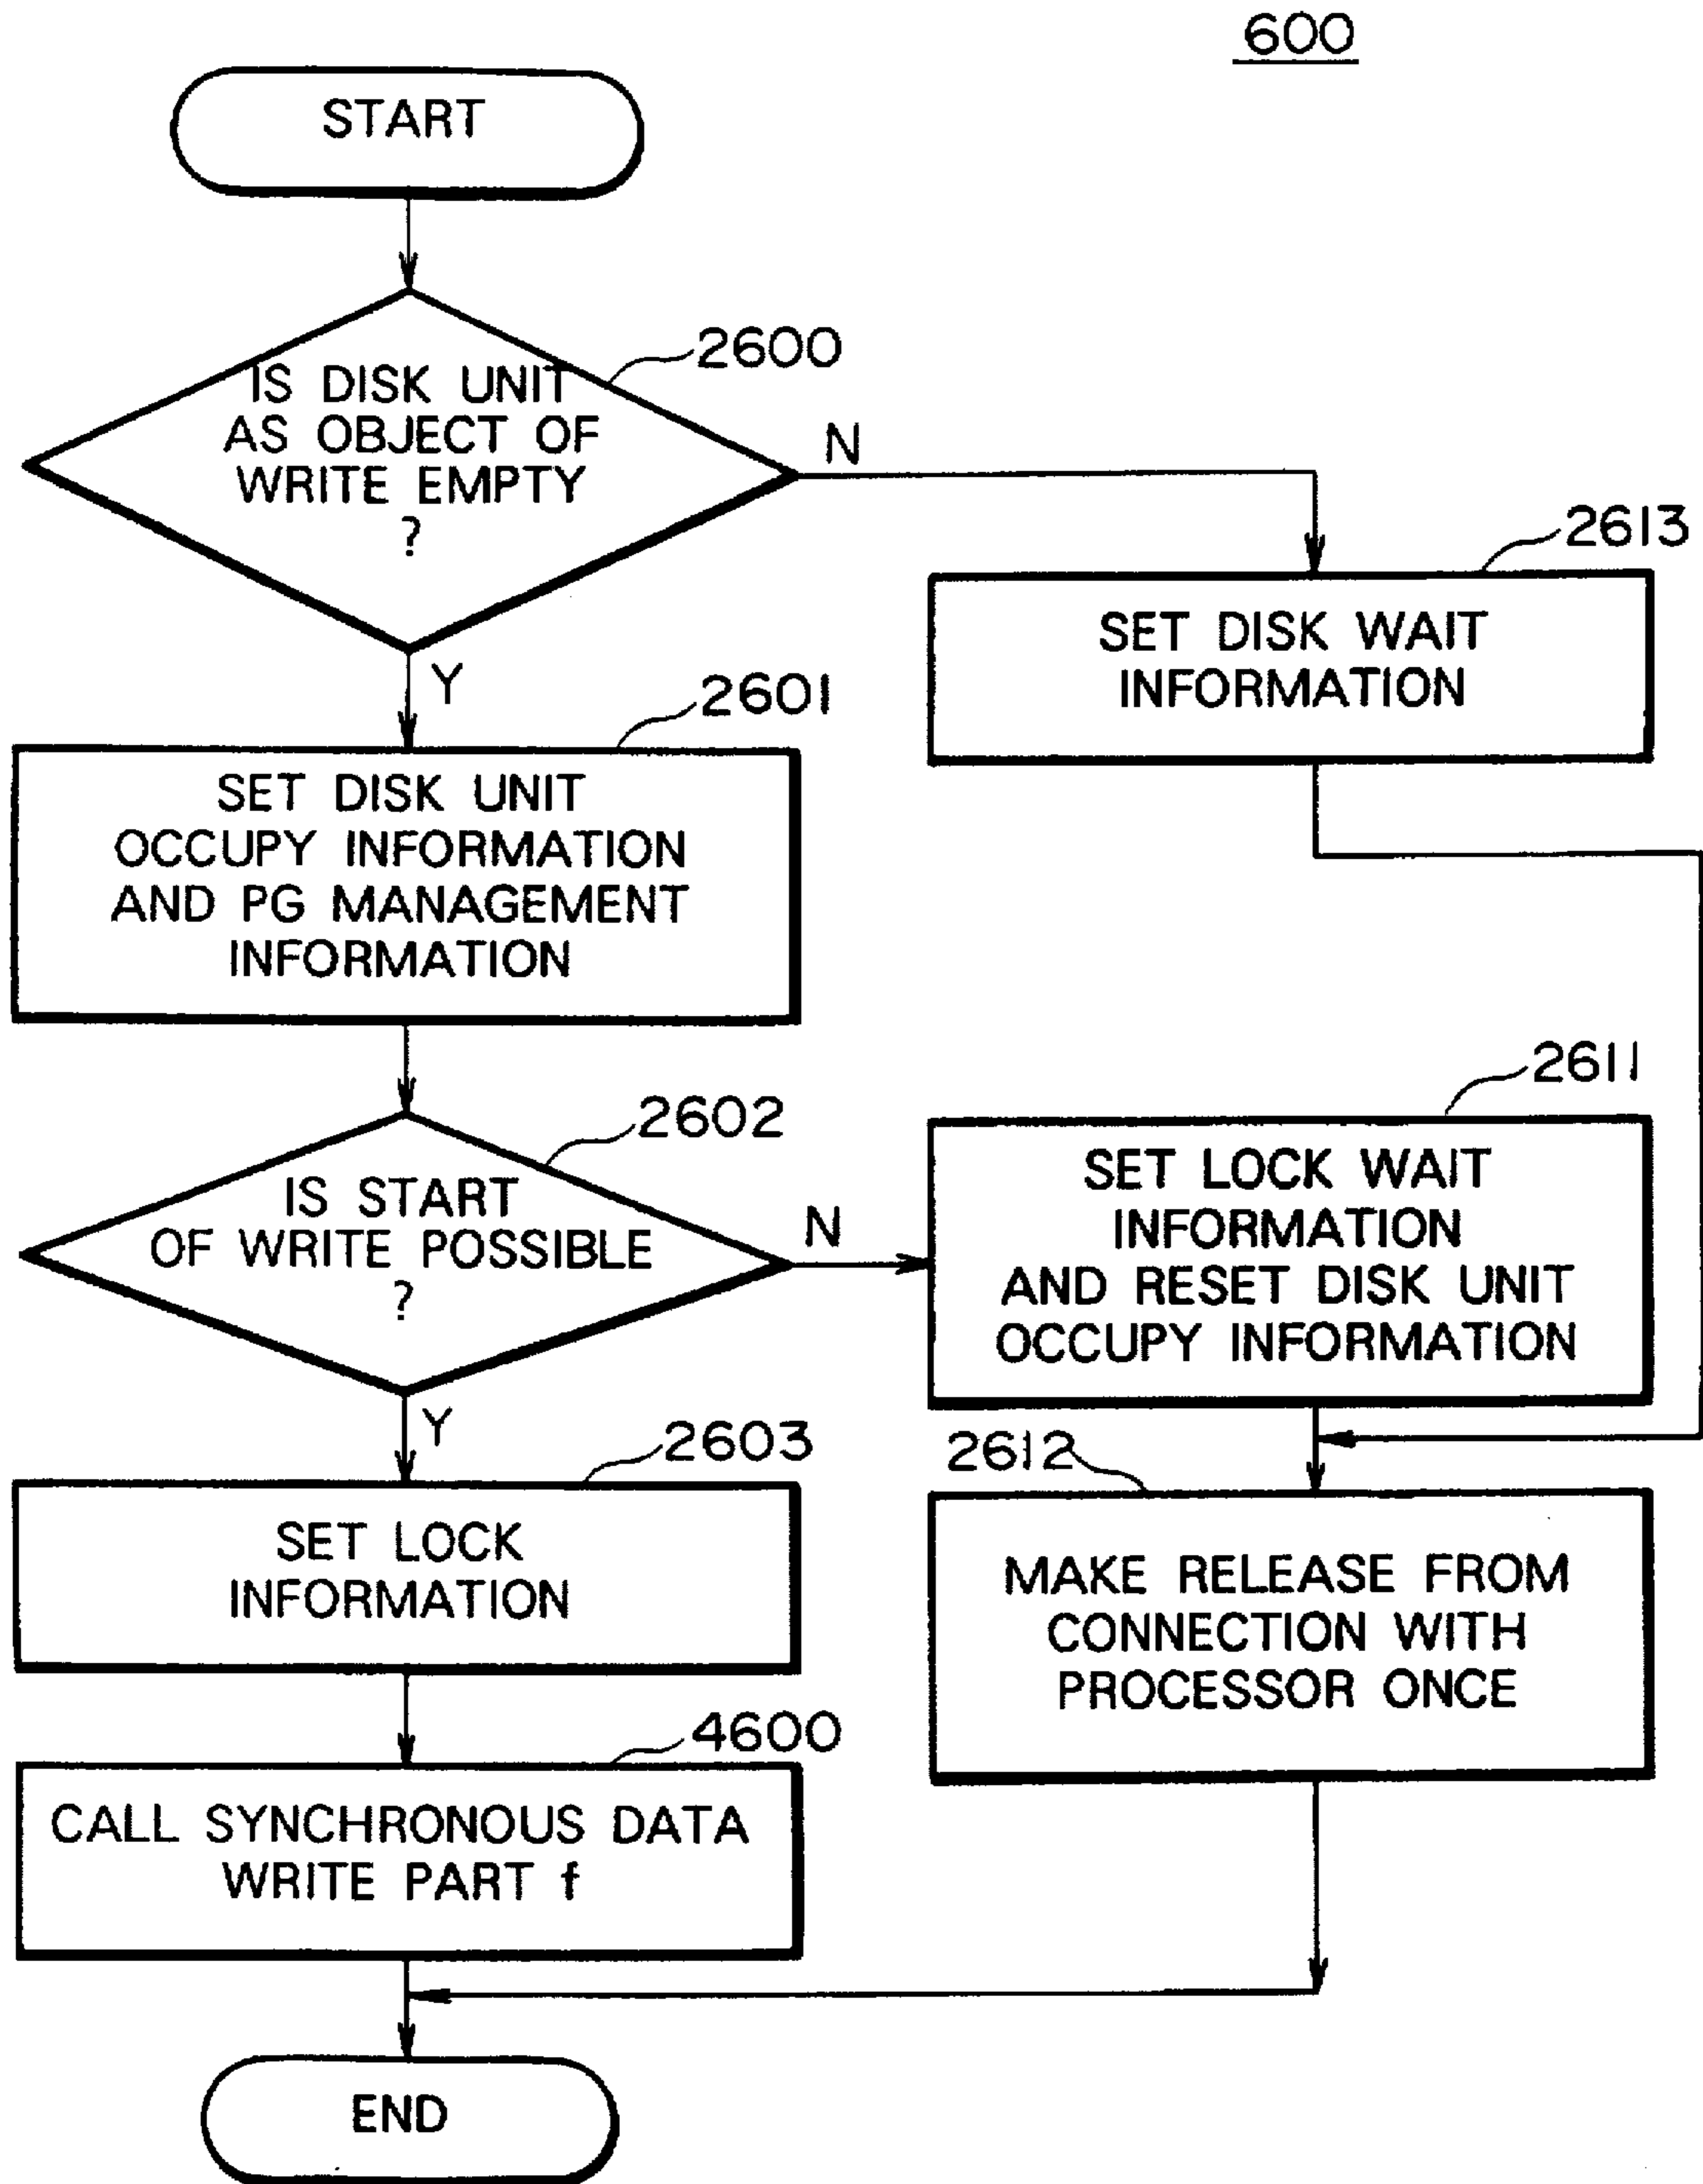 600
START
2600
IS DISK UNIT
AS OBJECT OF
WRITE EMPTY
?
N
Y
2613
SET DISK WAIT
INFORMATION
2601
SET DISK UNIT
OCCUPY INFORMATION
AND PG MANAGEMENT
INFORMATION
2602
IS START
OF WRITE POSSIBLE
?
N
Y
2611
SET LOCK WAIT
INFORMATION
AND RESET DISK UNIT
OCCUPY INFORMATION
2603
SET LOCK
INFORMATION
2612
MAKE RELEASE FROM
CONNECTION WITH
PROCESSOR ONCE
4600
CALL SYNCHRONOUS DATA
WRITE PART f
END